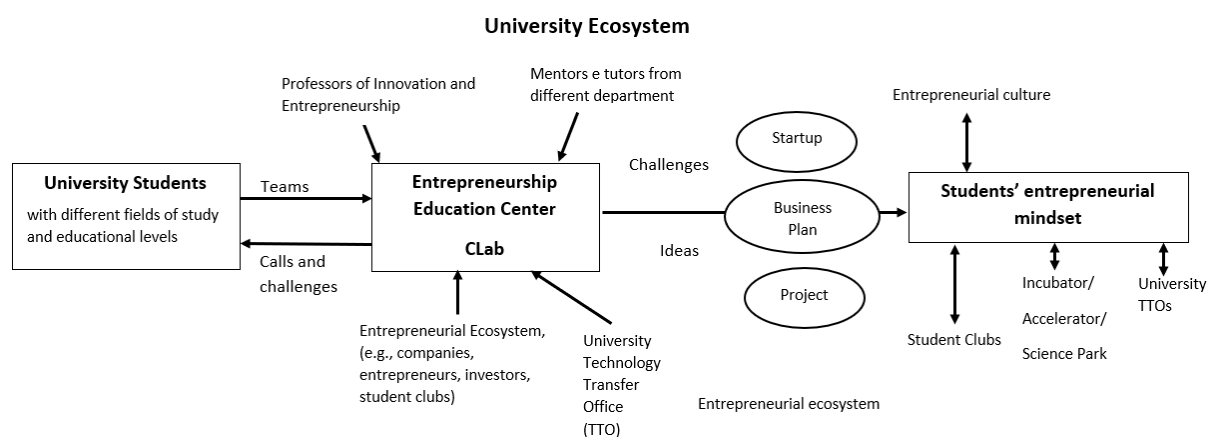 University Ecosystem
Professors of Innovation and
Entrepreneurship
Mentors e tutors from
different department
Entrepreneurial culture
University Students
with different fields of study
and educational levels
Teams
Calls and
challenges
Entrepreneurship
Education Center
CLab
Challenges
Ideas
Startup
Business
Plan
Project
Students’ entrepreneurial
mindset
Entrepreneurial Ecosystem,
(e.g., companies,
entrepreneurs, investors,
student clubs)
University
Technology
Transfer
Office
(TTO)
Student Clubs
Incubator/
Accelerator/
Science Park
University
TTOs
Entrepreneurial ecosystem